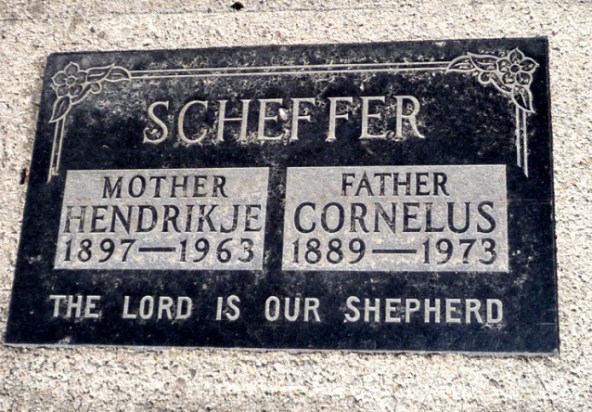 SCHEFFER
MOTHER
HENDRIKJE
1897—1963
FATHER
CORNELUS
1889—1973
THE LORD IS OUR SHEPHERD